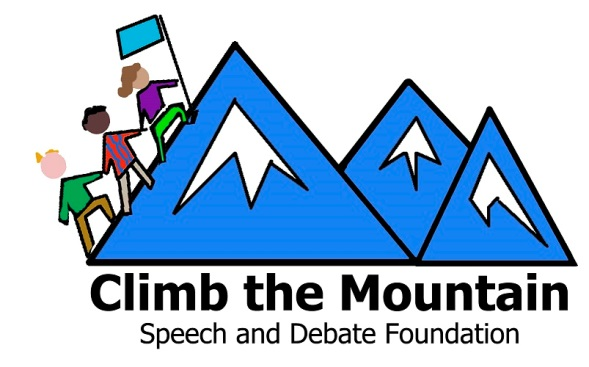 Climb the Mountain
Speech and Debate Foundation